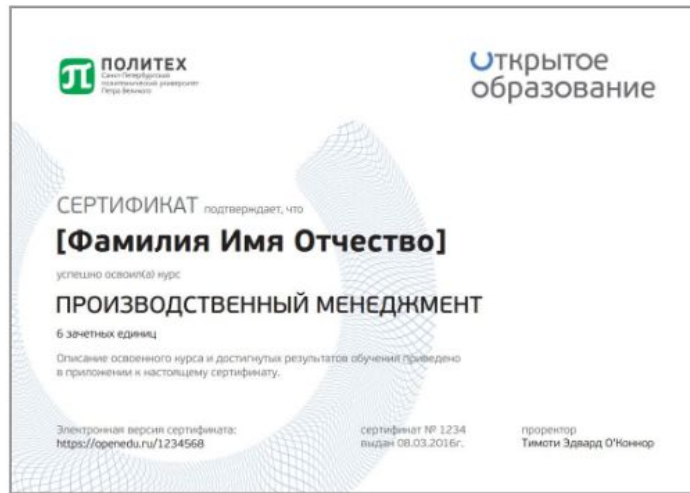 ПОЛИТЕХ
Санкт-Петербургский
политехнический университет
Петра Великого
Открытое
образование
СЕРТИФИКАТ подтверждает, что
[Фамилия Имя Отчество]
успешно освоил(а) курс
ПРОИЗВОДСТВЕННЫЙ МЕНЕДЖМЕНТ
6 зачетных единиц
Описание освоенного курса и достигнутых результатов обучения приведено
в приложении к настоящему сертификату.
Электронная версия сертификата:
https://openedu.ru/1234568
сертификат № 1234
выдан 08.03.2016г.
проректор
Тимоти Эдвард О'Коннор